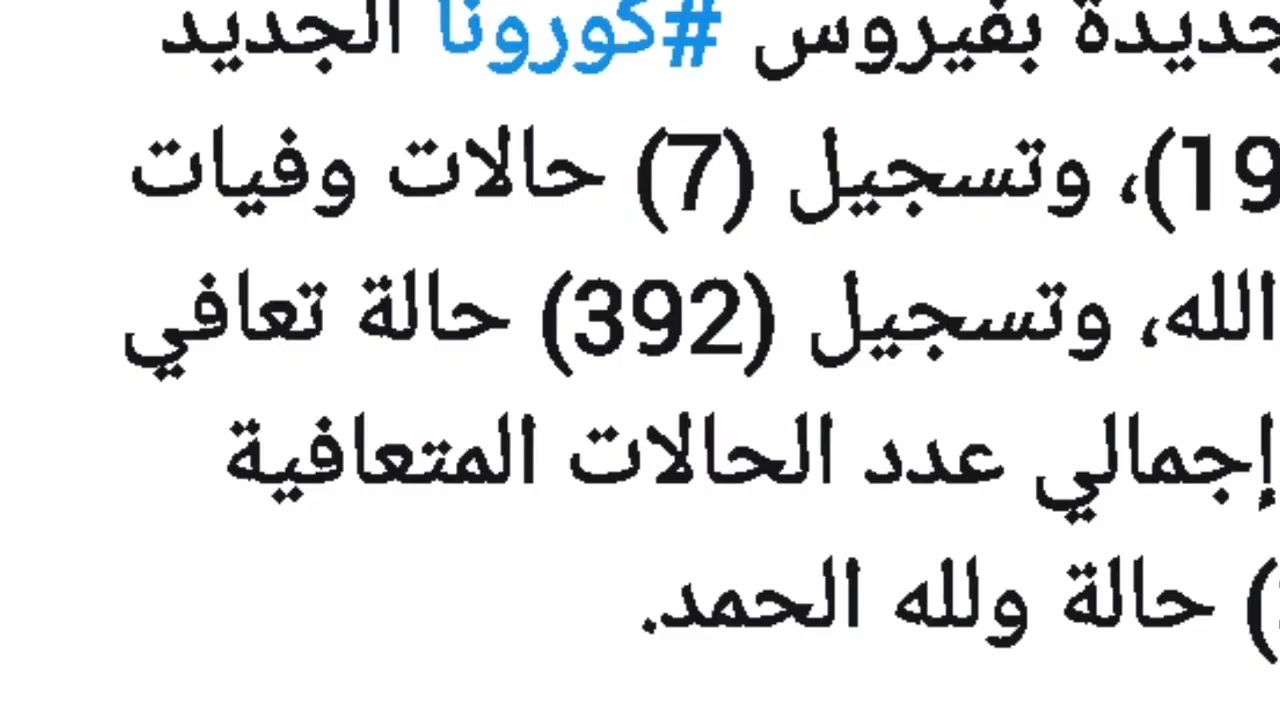 جديدة بفيروس #كورونا الجديد
19)، وتسجيل (7) حالات وفيات
الله، وتسجيل (392) حالة تعافي
إجمالي عدد الحالات المتعافية
) حالة ولله الحمد.